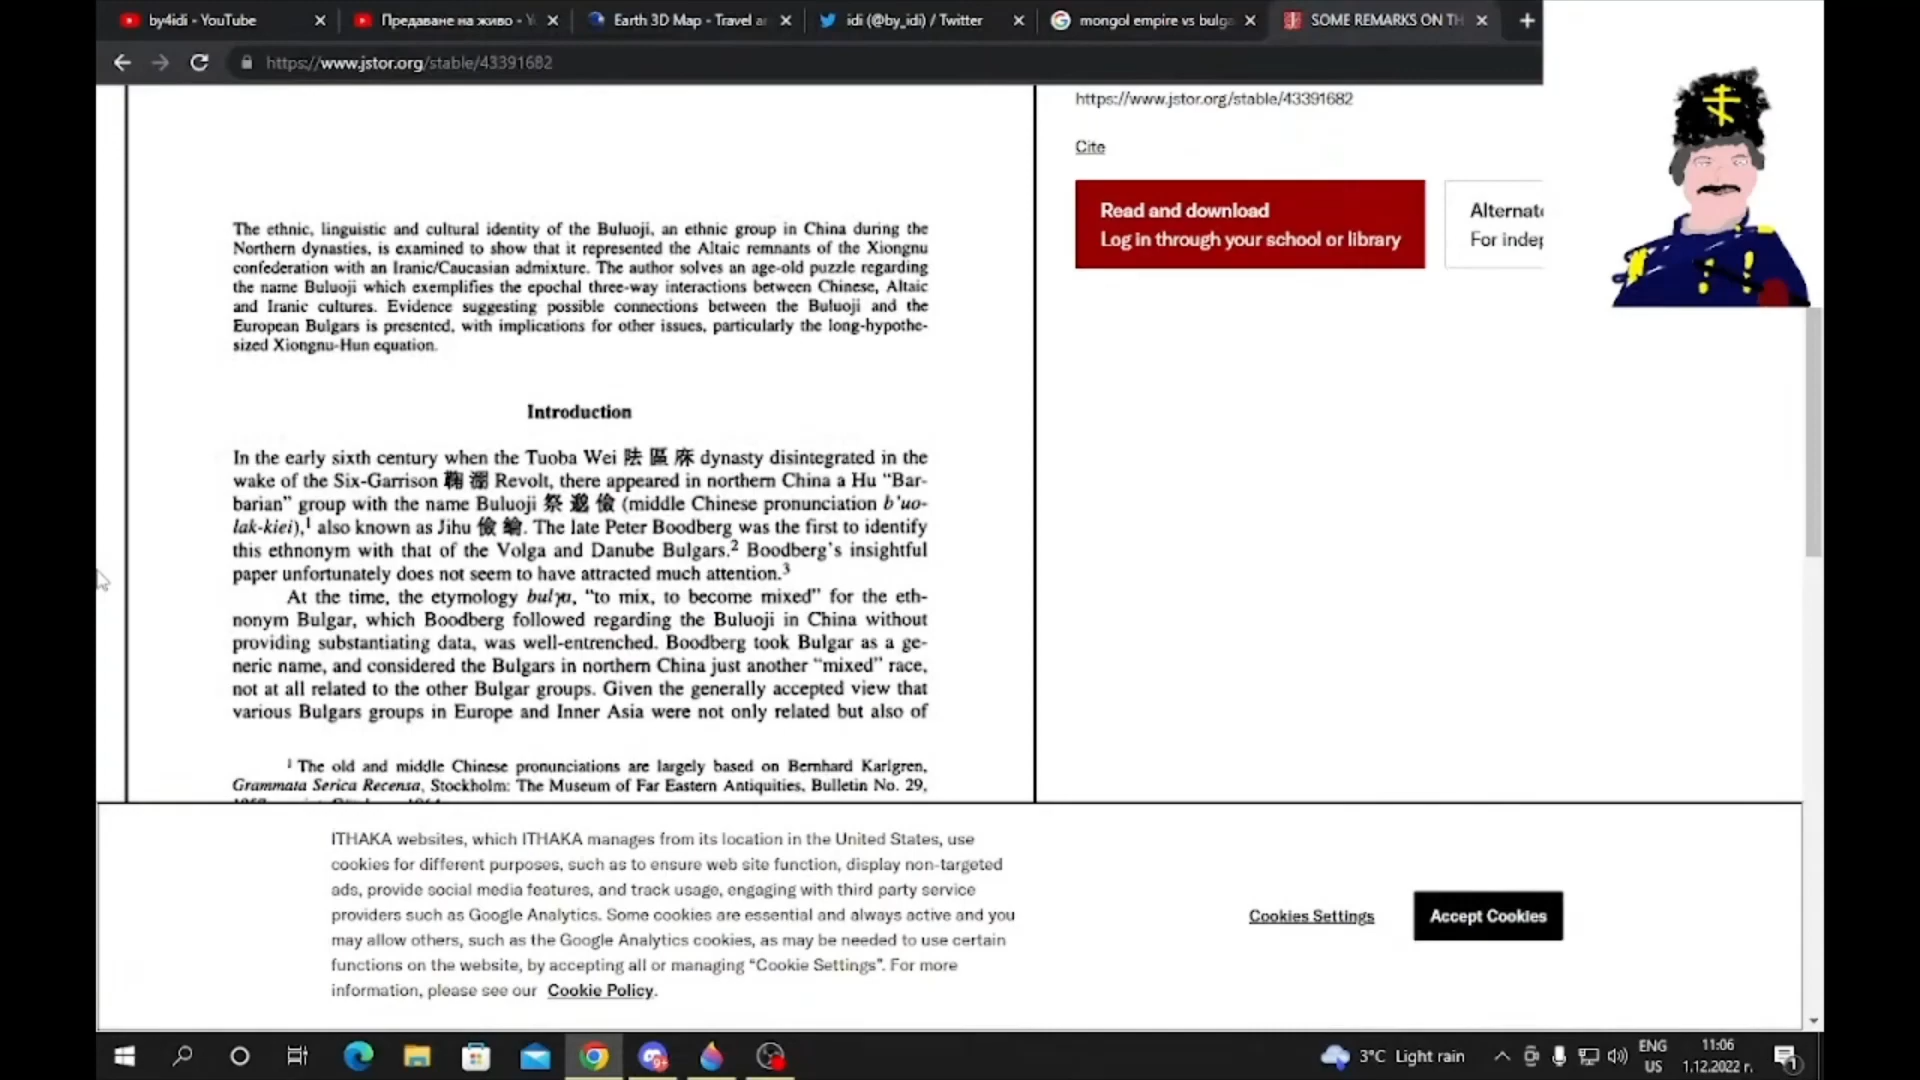 by4idi - YouTube
Предаване на живо - Y
Earth 3D Map - Travel ar
idi (@by_idi) / Twitter
mongol empire vs bulga
SOME REMARKS ON TH
https://www.jstor.org/stable/43391682
https://www.jstor.org/stable/43391682
Cite
Read and download
Log in through your school or library
Alternate
For indep
The ethnic, linguistic and cultural identity of the Buluoji, an ethnic group in China during the
Northern dynasties, is examined to show that it represented the Altaic remnants of the Xiongnu
confederation with an Iranic/Caucasian admixture. The author solves an age-old puzzle regarding
the name Buluoji which exemplifies the epochal three-way interactions between Chinese, Altaic
and Iranic cultures. Evidence suggesting possible connections between the Buluoji and the
European Bulgars is presented, with implications for other issues, particularly the long-hypothe-
sized Xiongnu-Hun equation.
Introduction
In the early sixth century when the Tuoba Wei dynasty disintegrated in the
wake of the Six-Garrison Revolt, there appeared in northern China a Hu “Bar-
barian” group with the name Buluoji (middle Chinese pronunciation b'uo-
lak-kiei),1 also known as Jihu. The late Peter Boodberg was the first to identify
this ethnonym with that of the Volga and Danube Bulgars.2 Boodberg's insightful
paper unfortunately does not seem to have attracted much attention.3
At the time, the etymology bulγa, “to mix, to become mixed” for the eth-
nonym Bulgar, which Boodberg followed regarding the Buluoji in China without
providing substantiating data, was well-entrenched. Boodberg took Bulgar as a ge-
neric name, and considered the Bulgars in northern China just another “mixed” race,
not at all related to the other Bulgar groups. Given the generally accepted view that
various Bulgars groups in Europe and Inner Asia were not only related but also of
1 The old and middle Chinese pronunciations are largely based on Bernhard Karlgren,
Grammata Serica Recensa, Stockholm: The Museum of Far Eastern Antiquities, Bulletin No. 29,
ITHAKA websites, which ITHAKA manages from its location in the United States, use
cookies for different purposes, such as to ensure web site function, display non-targeted
ads, provide social media features, and track usage, engaging with third party service
providers such as Google Analytics. Some cookies are essential and always active and you
may allow others, such as the Google Analytics cookies, as may be needed to use certain
functions on the website, by accepting all or managing “Cookie Settings”. For more
information, please see our Cookie Policy.
Cookies Settings
Accept Cookies
3°C Light rain
ENG
US
11:06
1.12.2022 г.
1